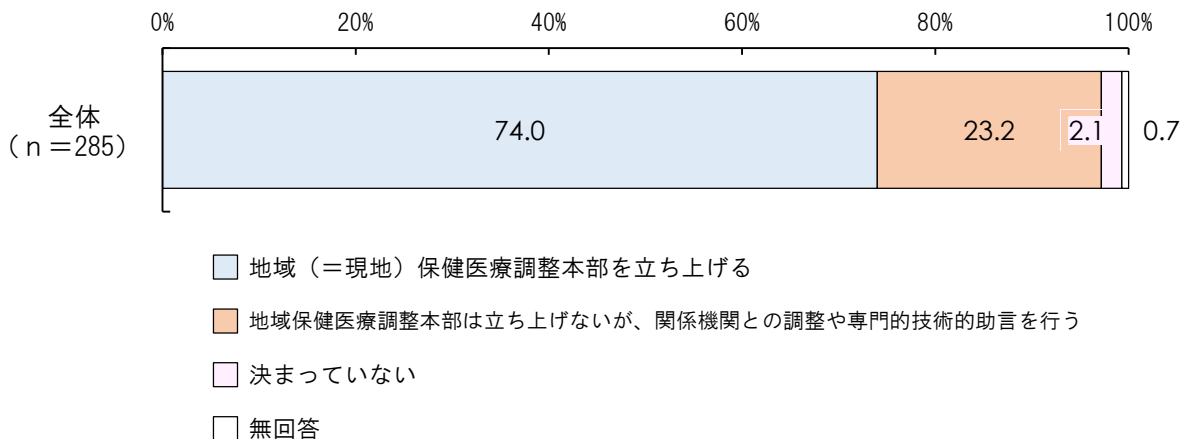 0% 20% 40% 60% 80% 100%
全体
(n=285)
74.0 23.2 2.1 0.7
地域（＝現地）保健医療調整本部を立ち上げる
地域保健医療調整本部は立ち上げないが、関係機関との調整や専門的技術的助言を行う
決まっていない
無回答